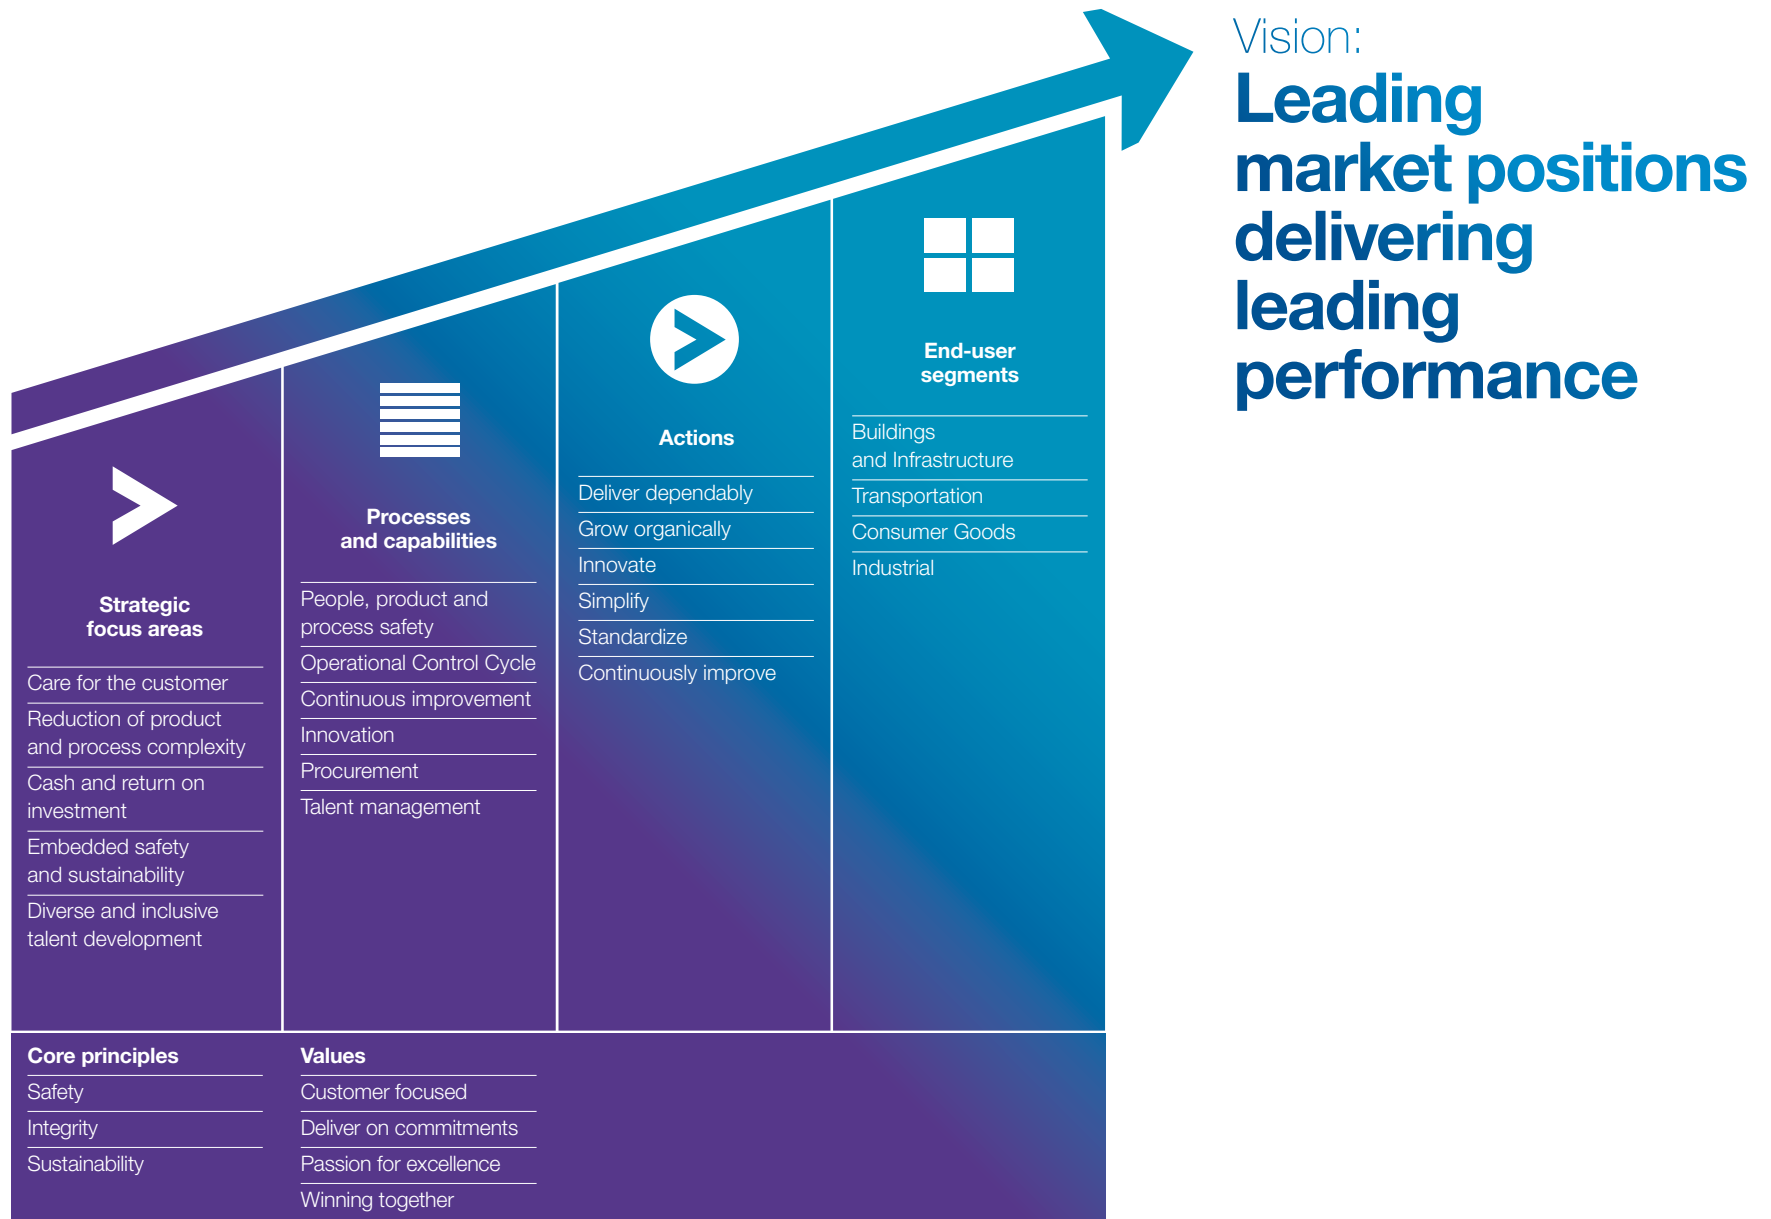 Vision:
Leading
market positions
delivering
leading
performance
Strategic
focus areas
Care for the customer
Reduction of product
and process complexity
Cash and return on
investment
Embedded safety
and sustainability
Diverse and inclusive
talent development
Processes
and capabilities
People, product and
process safety
Operational Control Cycle
Continuous improvement
Innovation
Procurement
Talent management
Actions
Deliver dependably
Grow organically
Innovate
Simplify
Standardize
Continuously improve
End-user
segments
Buildings
and Infrastructure
Transportation
Consumer Goods
Industrial
Core principles
Safety
Integrity
Sustainability
Values
Customer focused
Deliver on commitments
Passion for excellence
Winning together